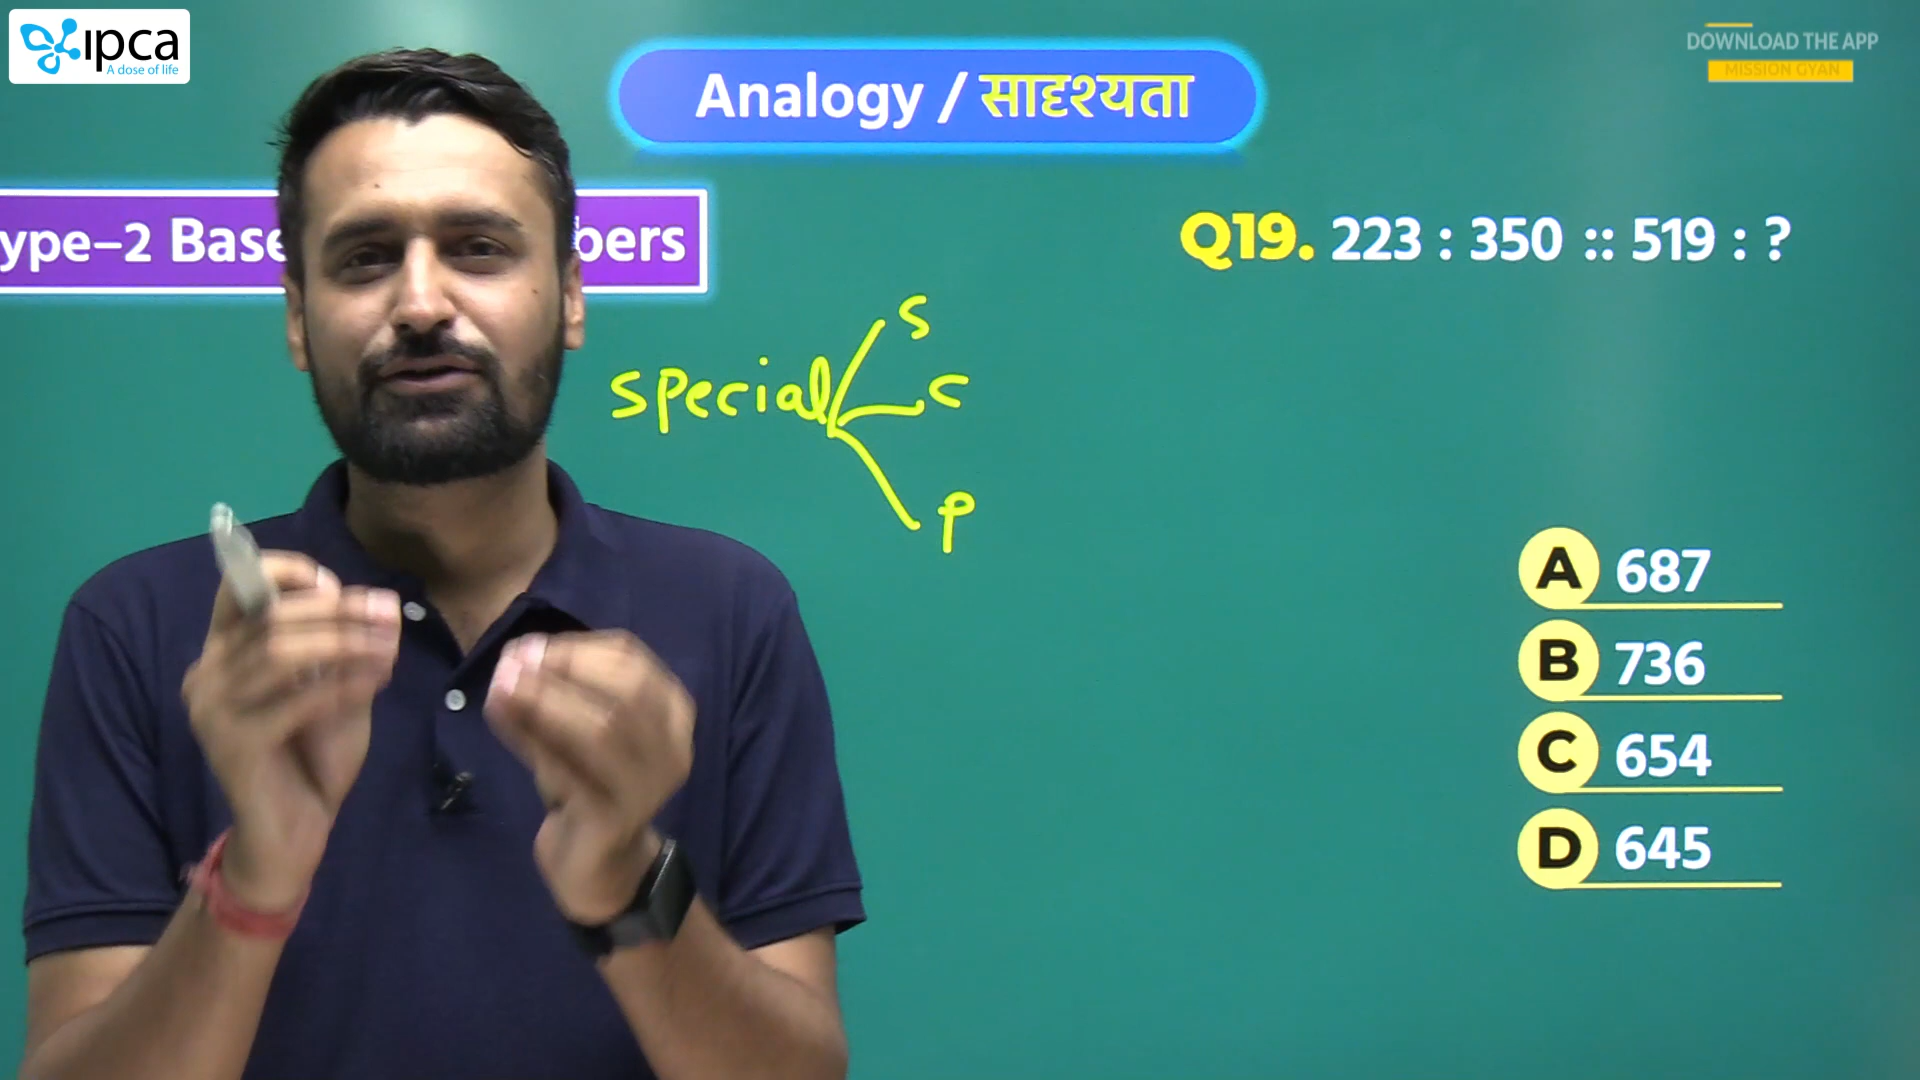 ipca
A dose of life
DOWNLOAD THE APP
MISSION GYAN
Analogy / सादृश्यता
ype-2 Base bers
Q19. 223 : 350 :: 519 : ?
special
S
C
P
A 687
B 736
C 654
D 645